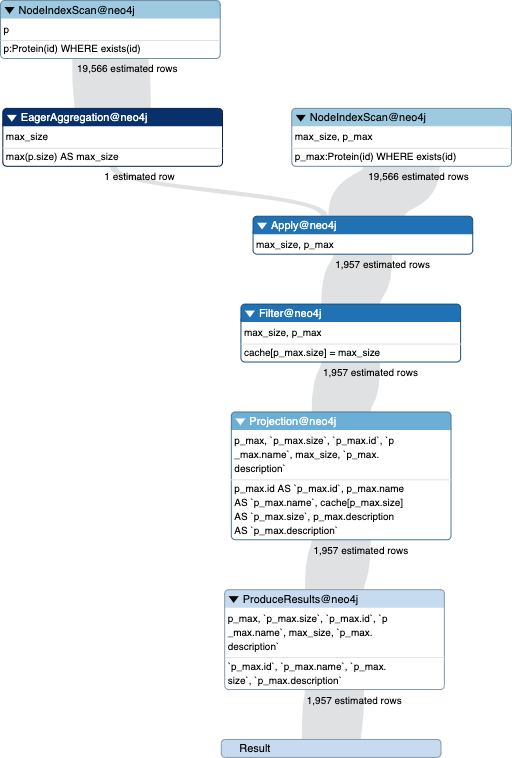 NodeIndexScan@neo4j
p
p:Protein(id) WHERE exists(id)
19,566 estimated rows
EagerAggregation@neo4j
max_size
max(p.size) AS max_size
1 estimated row
NodeIndexScan@neo4j
max_size, p_max
p_max:Protein(id) WHERE exists(id)
19,566 estimated rows
Apply@neo4j
max_size, p_max
1,957 estimated rows
Filter@neo4j
max_size, p_max
cache[p_max.size] = max_size
1,957 estimated rows
Projection@neo4j
p_max, `p_max.size`, `p_max.id`, `p
_max.name`, max_size, `p_max.
description`
p_max.id AS `p_max.id`, p_max.name
AS `p_max.name`, cache[p_max.size]
AS `p_max.size`, p_max.description
AS `p_max.description`
1,957 estimated rows
ProduceResults@neo4j
p_max, `p_max.size`, `p_max.id`, `p
_max.name`, max_size, `p_max.
description`
`p_max.id`, `p_max.name`, `p_max.
size`, `p_max.description`
1,957 estimated rows
Result